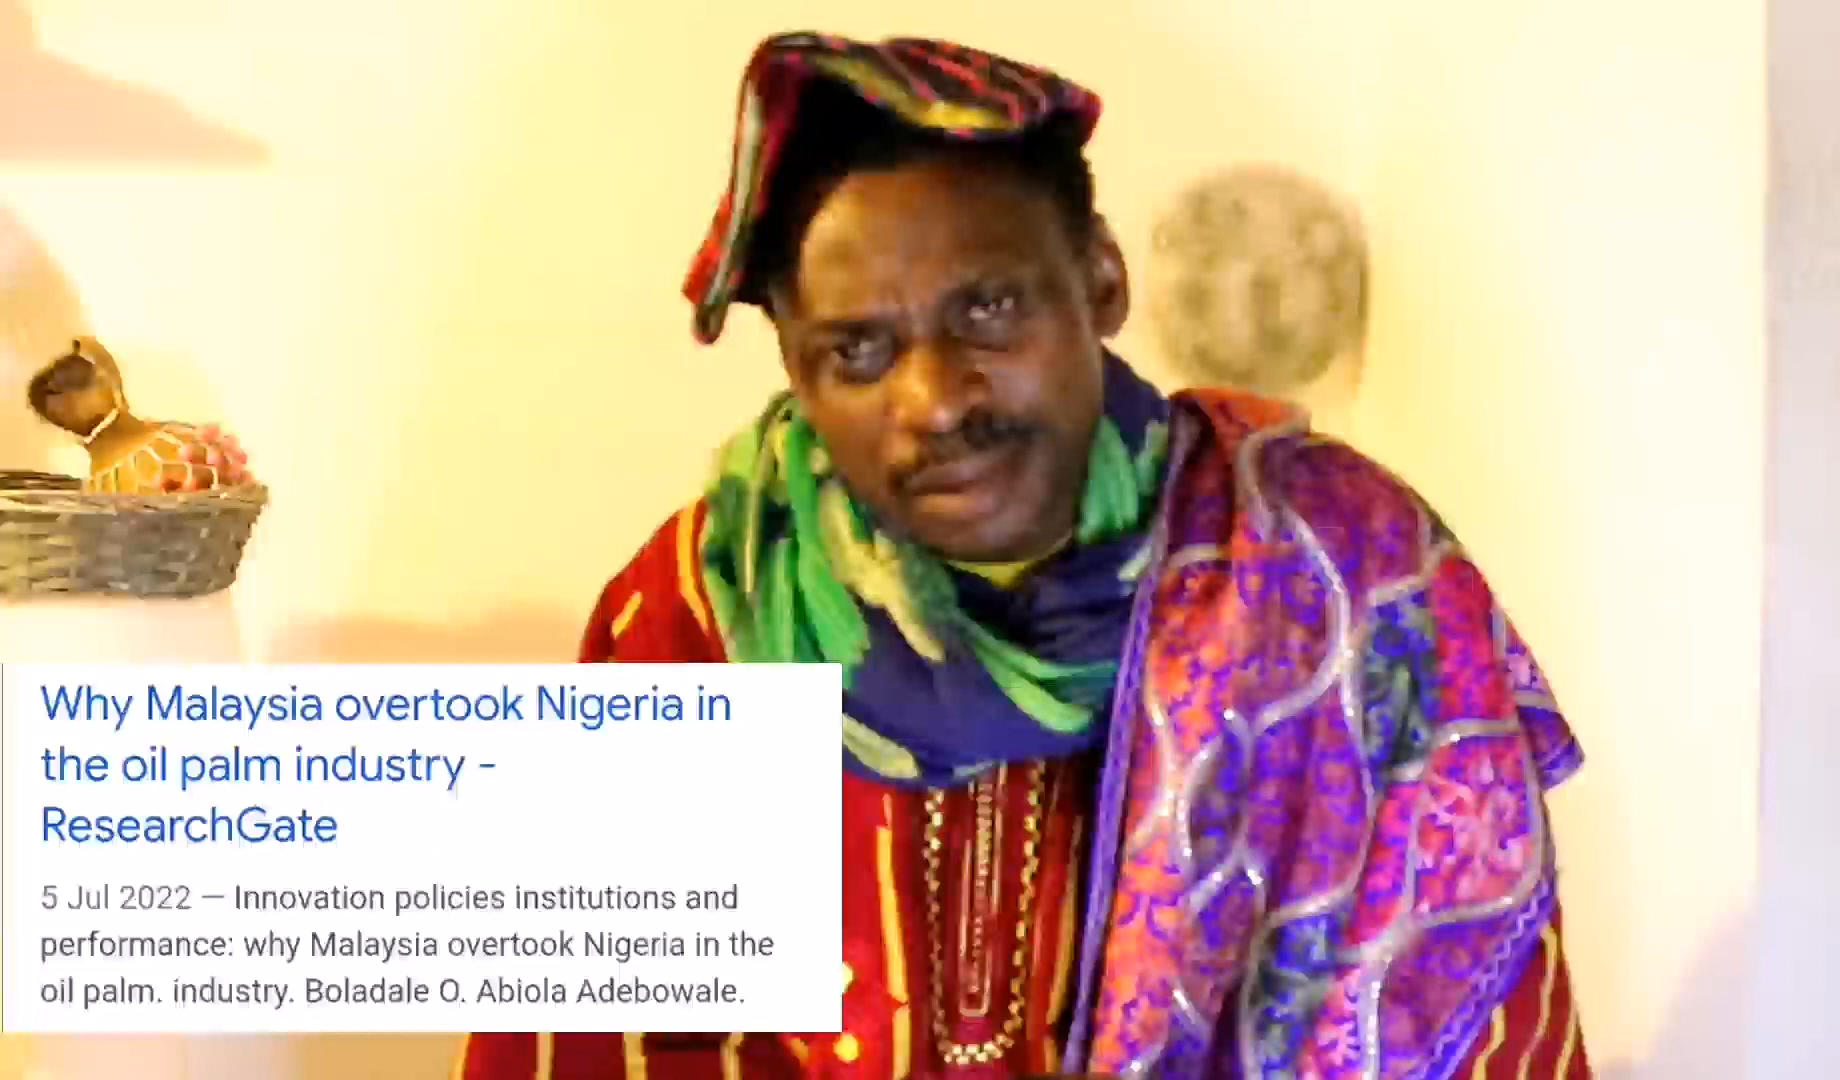 Why Malaysia overtook Nigeria in
the oil palm industry -
ResearchGate
5 Jul 2022 — Innovation policies institutions and
performance: why Malaysia overtook Nigeria in the
oil palm. industry. Boladale O. Abiola Adebowale.